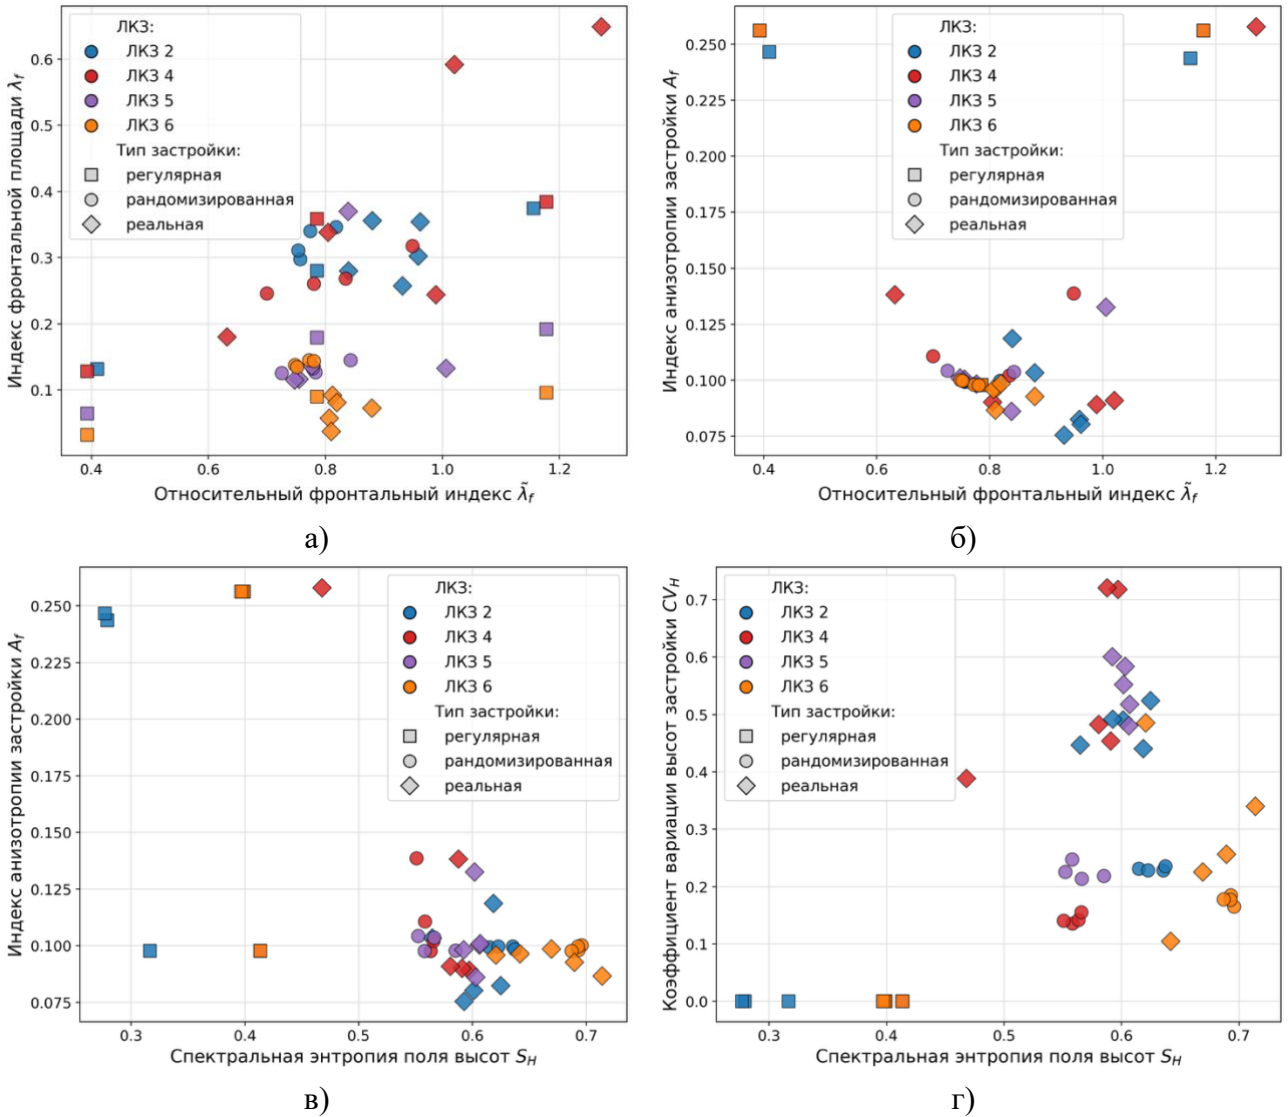 ЛКЗ:
ЛКЗ 2
ЛКЗ 4
ЛКЗ 5
ЛКЗ 6
Тип застройки:
регулярная
рандомизированная
реальная
Индекс фронтальной площади λ_f
0.6
0.5
0.4
0.3
0.2
0.1
0.4 0.6 0.8 1.0 1.2
Относительный фронтальный индекс λ̃_f
а)
ЛКЗ:
ЛКЗ 2
ЛКЗ 4
ЛКЗ 5
ЛКЗ 6
Тип застройки:
регулярная
рандомизированная
реальная
Индекс анизотропии застройки A_f
0.250
0.225
0.200
0.175
0.150
0.125
0.100
0.075
0.4 0.6 0.8 1.0 1.2
Относительный фронтальный индекс λ̃_f
б)
ЛКЗ:
ЛКЗ 2
ЛКЗ 4
ЛКЗ 5
ЛКЗ 6
Тип застройки:
регулярная
рандомизированная
реальная
Индекс анизотропии застройки A_f
0.250
0.225
0.200
0.175
0.150
0.125
0.100
0.075
0.3 0.4 0.5 0.6 0.7
Спектральная энтропия поля высот S_H
в)
ЛКЗ:
ЛКЗ 2
ЛКЗ 4
ЛКЗ 5
ЛКЗ 6
Тип застройки:
регулярная
рандомизированная
реальная
Коэффициент вариации высот застройки CV_H
0.7
0.6
0.5
0.4
0.3
0.2
0.1
0.0
0.3 0.4 0.5 0.6 0.7
Спектральная энтропия поля высот S_H
г)